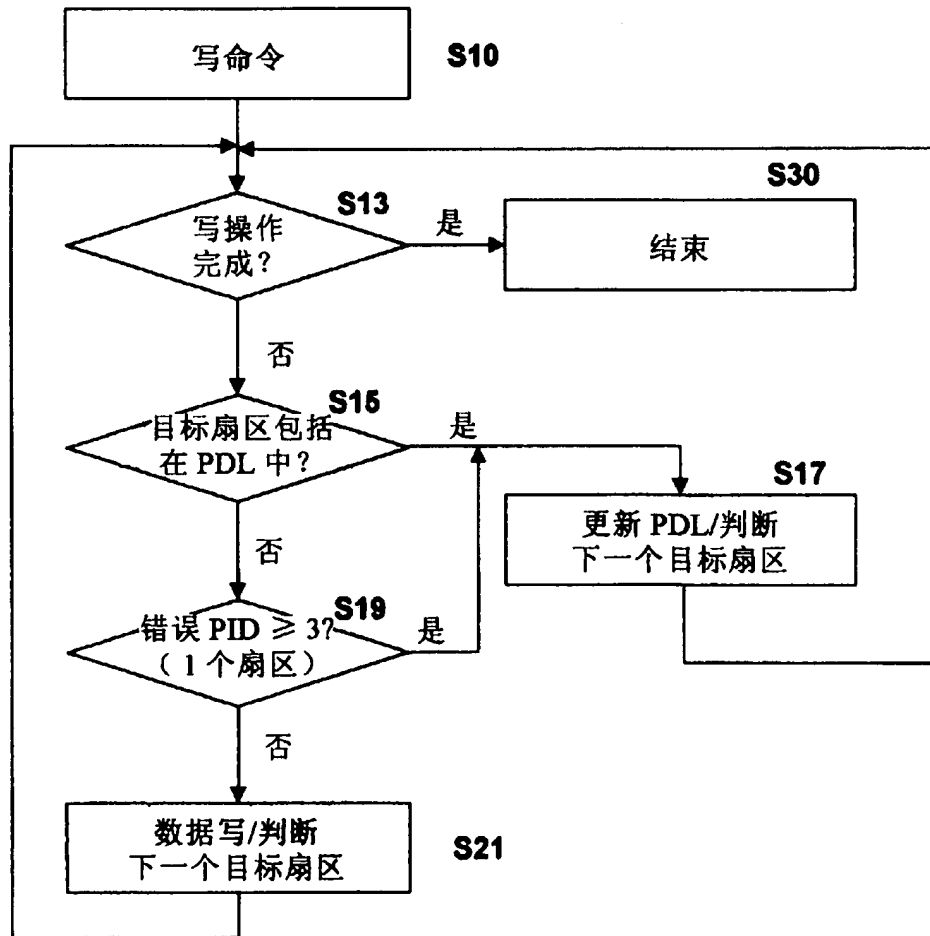 写命令
S10
S30
S13
写操作
完成？
是
结束
否
S15
目标扇区包括
在 PDL 中？
是
S17
更新 PDL/判断
下一个目标扇区
否
S19
错误 PID ≥ 3?
（1 个扇区）
是
否
数据写/判断
下一个目标扇区
S21